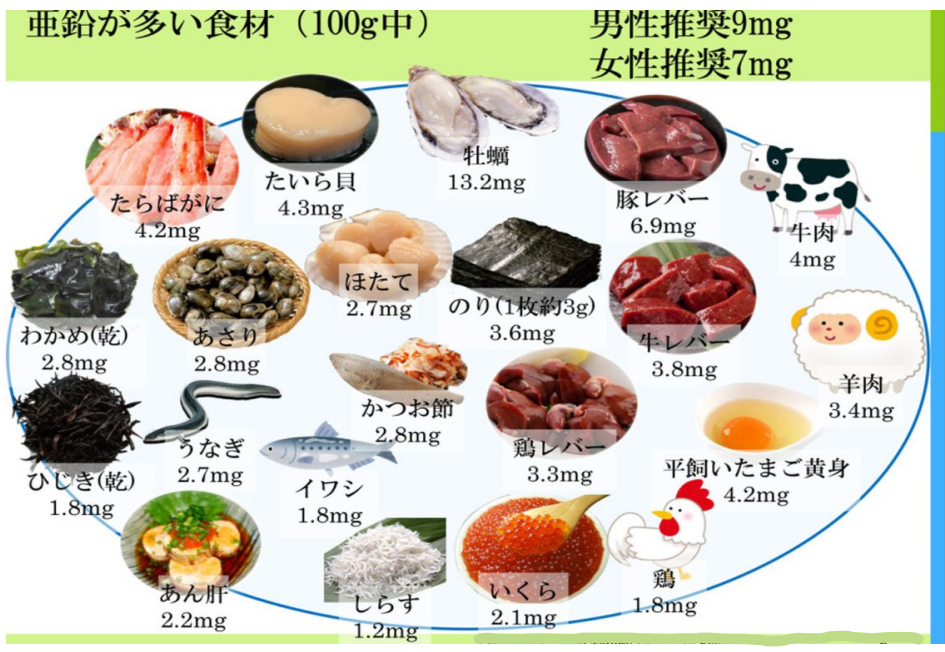 亜鉛が多い食材（100g中）
男性推奨9mg
女性推奨7mg
牡蠣
13.2mg
たいら貝
4.3mg
たらばがに
4.2mg
豚レバー
6.9mg
牛肉
4mg
ほたて
2.7mg
のり(1枚約3g)
3.6mg
わかめ(乾)
2.8mg
あさり
2.8mg
牛レバー
3.8mg
羊肉
3.4mg
かつお節
2.8mg
うなぎ
2.7mg
鶏レバー
3.3mg
平飼いたまご黄身
4.2mg
ひじき(乾)
1.8mg
イワシ
1.8mg
あん肝
2.2mg
しらす
1.2mg
いくら
2.1mg
鶏
1.8mg